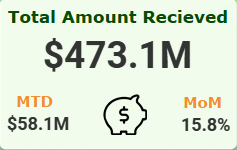 Total Amount Recieved
$473.1M
MTD
MoM
$58.1M
15.8%